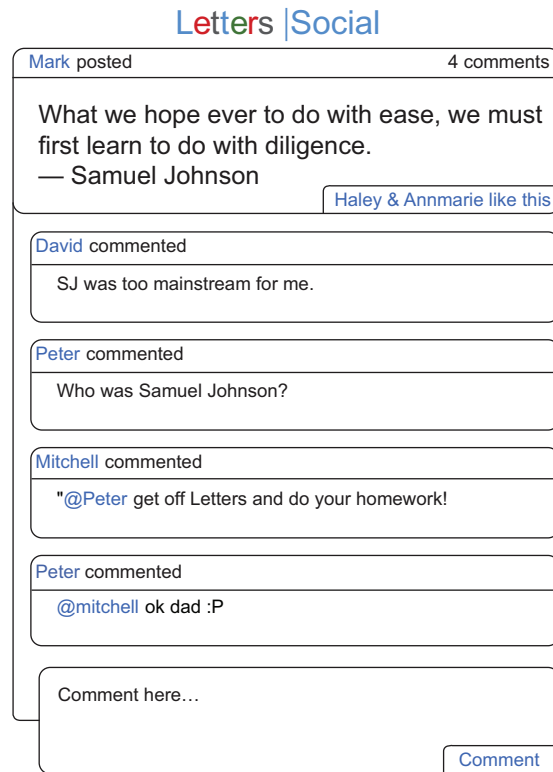 Letters |Social
Mark posted 4 comments
What we hope ever to do with ease, we must
first learn to do with diligence.
— Samuel Johnson
Haley & Annmarie like this
David commented
SJ was too mainstream for me.
Peter commented
Who was Samuel Johnson?
Mitchell commented
"@Peter get off Letters and do your homework!
Peter commented
@mitchell ok dad :P
Comment here…
Comment